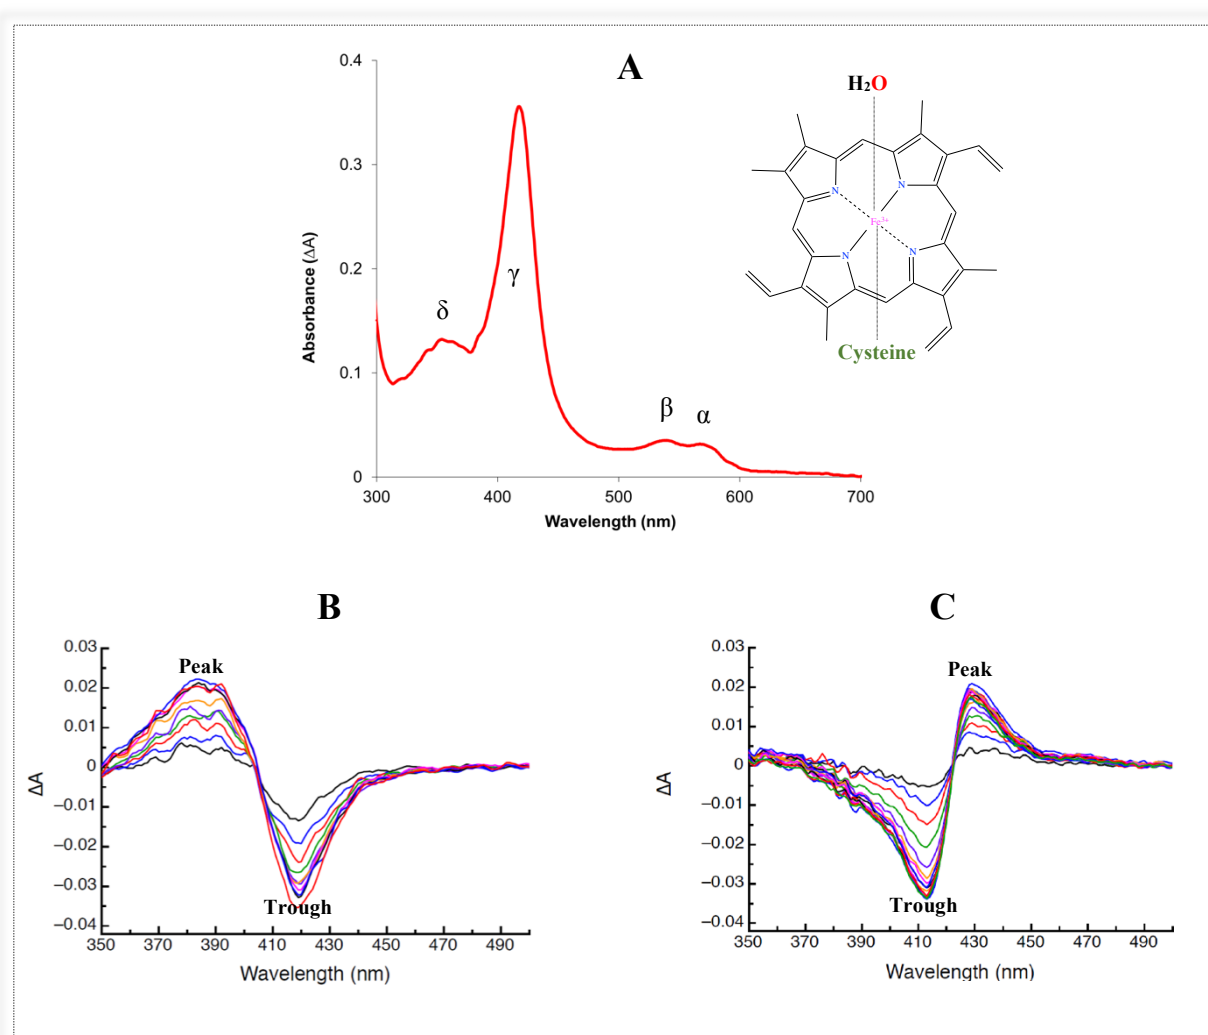 A
H₂O
0.4
0.3
0.2
0.1
0
Absorbance (ΔA)
δ
γ
β
α
300 400 500 600 700
Wavelength (nm)
N
N
Fe³⁺
N
N
Cysteine
B
0.03
0.02
0.01
0
−0.01
−0.02
−0.03
−0.04
ΔA
Peak
Trough
350 370 390 410 430 450 470 490
Wavelength (nm)
C
0.03
0.02
0.01
0
−0.01
−0.02
−0.03
−0.04
ΔA
Peak
Trough
350 370 390 410 430 450 470 490
Wavelength (nm)